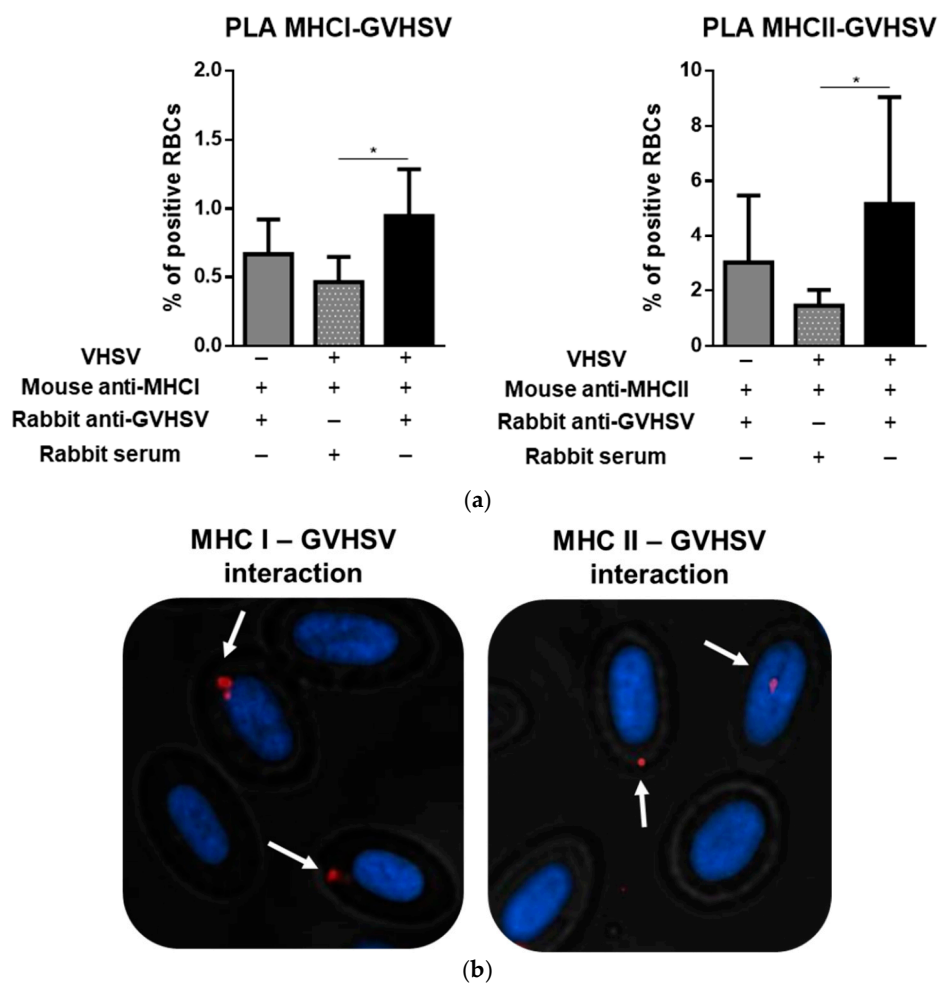 PLA MHCI-GVHSV
% of positive RBCs
2.0
1.5
1.0
0.5
0.0
*
VHSV – + +
Mouse anti-MHCI + + +
Rabbit anti-GVHSV + – +
Rabbit serum – + –
PLA MHCII-GVHSV
% of positive RBCs
10
8
6
4
2
0
*
VHSV – + +
Mouse anti-MHCII + + +
Rabbit anti-GVHSV + – +
Rabbit serum – + –
(a)
MHC I – GVHSV
interaction
MHC II – GVHSV
interaction
(b)